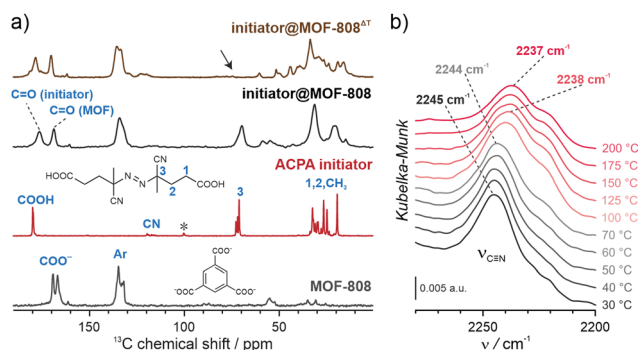 a)
initiator@MOF-808ΔT
initiator@MOF-808
C=O (initiator)
C=O (MOF)
ACPA initiator
HOOC
CN
N
N
CN
3
2
1
COOH
COOH
CN
*
3
1,2,CH3
COO⁻
Ar
COO⁻
⁻OOC
COO⁻
MOF-808
150
100
50
13C chemical shift / ppm
b)
Kubelka-Munk
2237 cm-1
2244 cm-1
2238 cm-1
2245 cm-1
200 °C
175 °C
150 °C
125 °C
100 °C
70 °C
60 °C
50 °C
40 °C
30 °C
νC≡N
0.005 a.u.
2250
2200
ν / cm-1